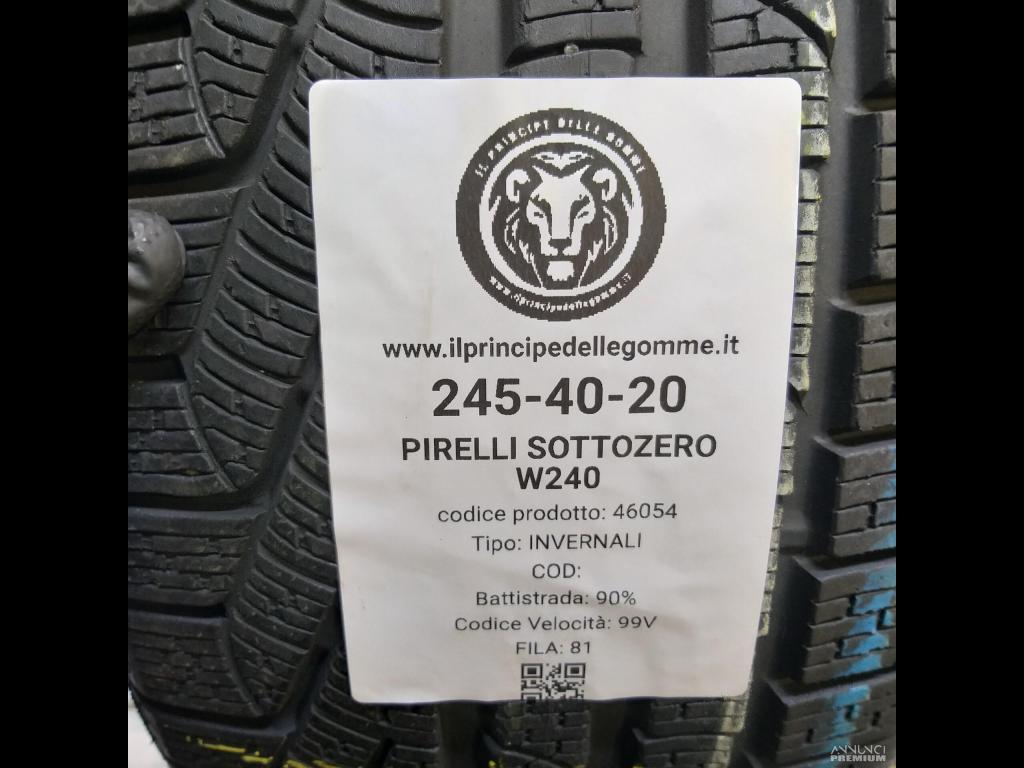 IL PRINCIPE DELLE GOMME
www.ilprincipedellegomme.it
www.ilprincipedellegomme.it
245-40-20
PIRELLI SOTTOZERO
W240
codice prodotto: 46054
Tipo: INVERNALI
COD:
Battistrada: 90%
Codice Velocità: 99V
FILA: 81
ANNUNCI
PREMIUM